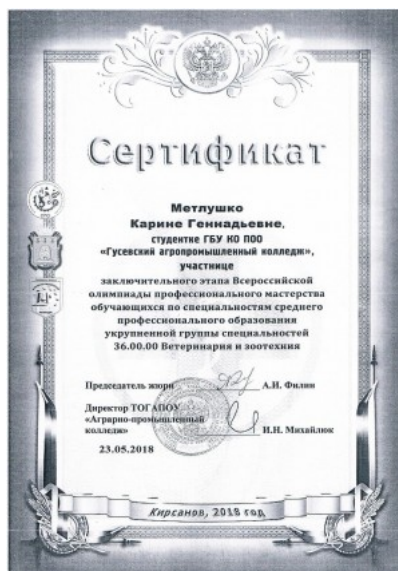 Сертификат
Метлушко
Карине Геннадьевне,
студентке ГБУ КО ПОО
«Гусевский агропромышленный колледж»,
участнице
заключительного этапа Всероссийской
олимпиады профессионального мастерства
обучающихся по специальностям среднего
профессионального образования
укрупненной группы специальностей
36.00.00 Ветеринария и зоотехния
Председатель жюри А.Н. Филин
Директор ТОГАПОУ
«Аграрно-промышленный
колледж» И.Н. Михайлюк
23.05.2018
Кирсанов, 2018 год